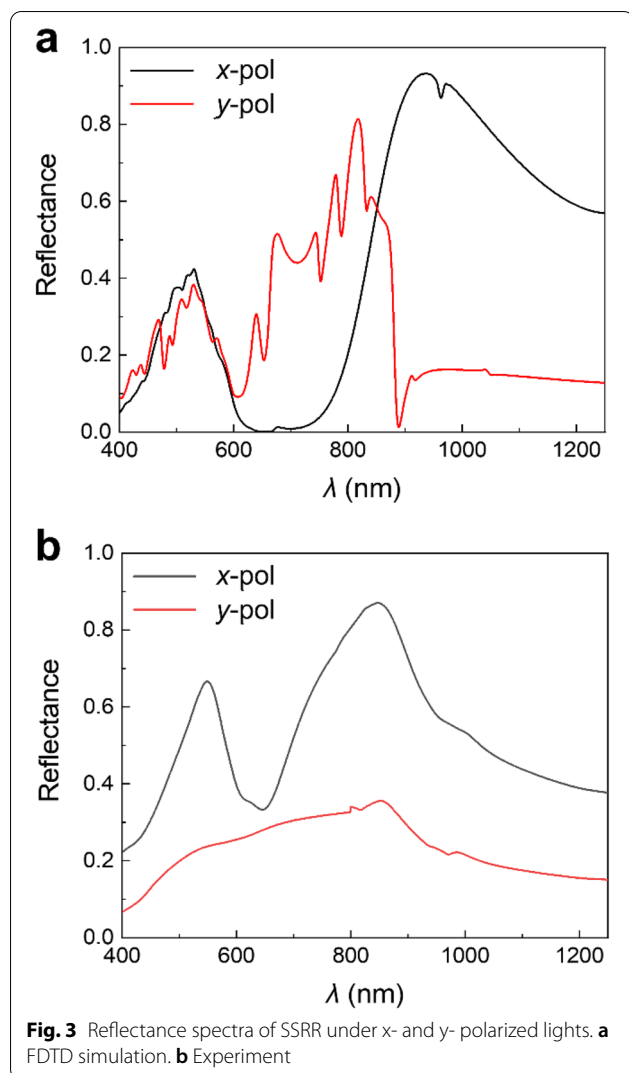 a
x-pol
y-pol
1.0
0.8
0.6
0.4
0.2
0.0
Reflectance
400 600 800 1000 1200
λ (nm)
b
x-pol
y-pol
1.0
0.8
0.6
0.4
0.2
0.0
Reflectance
400 600 800 1000 1200
λ (nm)
Fig. 3 Reflectance spectra of SSRR under x- and y- polarized lights. a
FDTD simulation. b Experiment